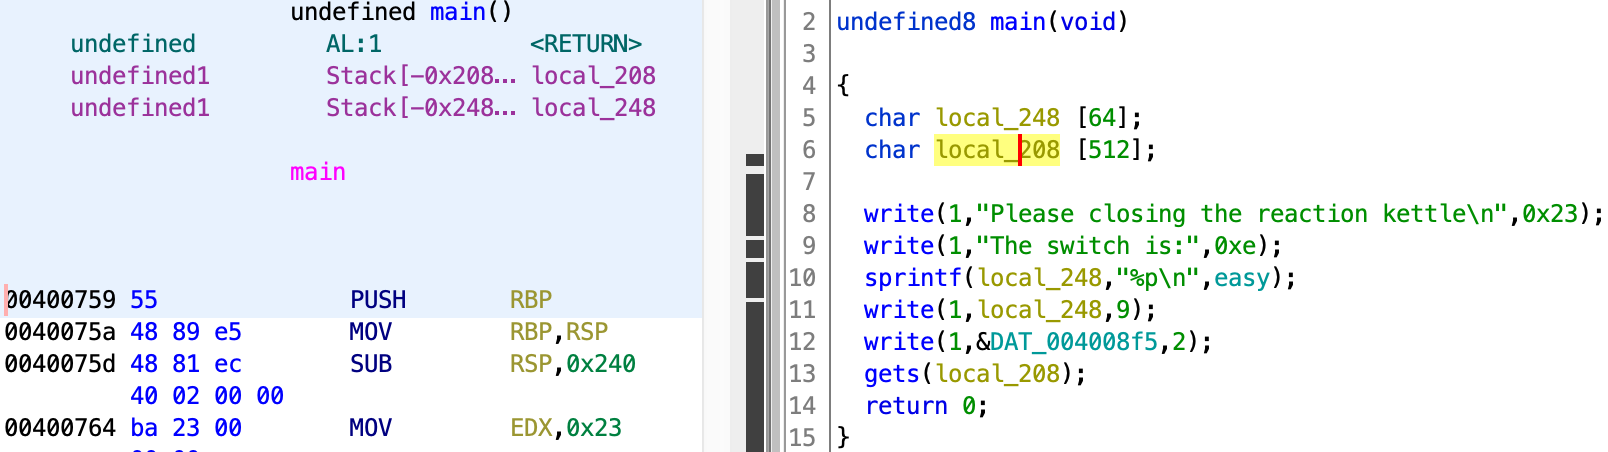 undefined main()
undefined AL:1 <RETURN>
undefined1 Stack[-0x208... local_208
undefined1 Stack[-0x248... local_248
main
00400759 55 PUSH RBP
0040075a 48 89 e5 MOV RBP,RSP
0040075d 48 81 ec SUB RSP,0x240
40 02 00 00
00400764 ba 23 00 MOV EDX,0x23
2 undefined8 main(void)
3
4 {
5 char local_248 [64];
6 char local_208 [512];
7
8 write(1,"Please closing the reaction kettle\n",0x23);
9 write(1,"The switch is:",0xe);
10 sprintf(local_248,"%p\n",easy);
11 write(1,local_248,9);
12 write(1,&DAT_004008f5,2);
13 gets(local_208);
14 return 0;
15 }